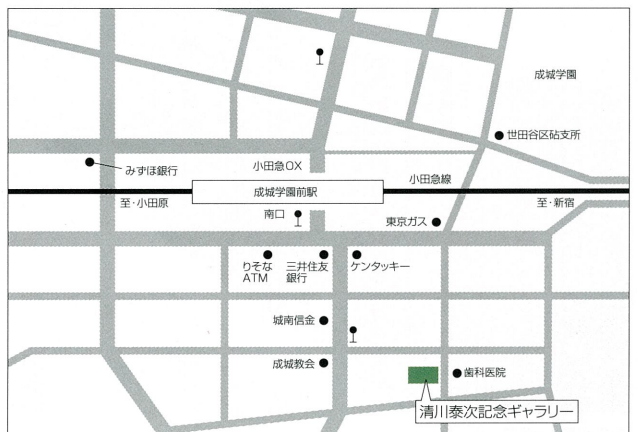 成城学園
世田谷区砧支所
みずほ銀行
小田急OX
成城学園前駅
小田急線
至・小田原
至・新宿
南口
東京ガス
りそな
ATM
三井住友
銀行
ケンタッキー
城南信金
成城教会
歯科医院
清川泰次記念ギャラリー